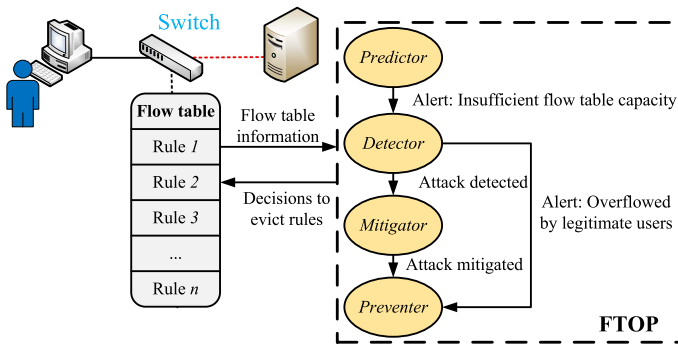 Switch
Flow table
Rule 1
Rule 2
Rule 3
...
Rule n
Flow table
information
Decisions to
evict rules
Predictor
Alert: Insufficient flow table capacity
Detector
Attack detected
Alert: Overflowed
by legitimate users
Mitigator
Attack mitigated
Preventer
FTOP